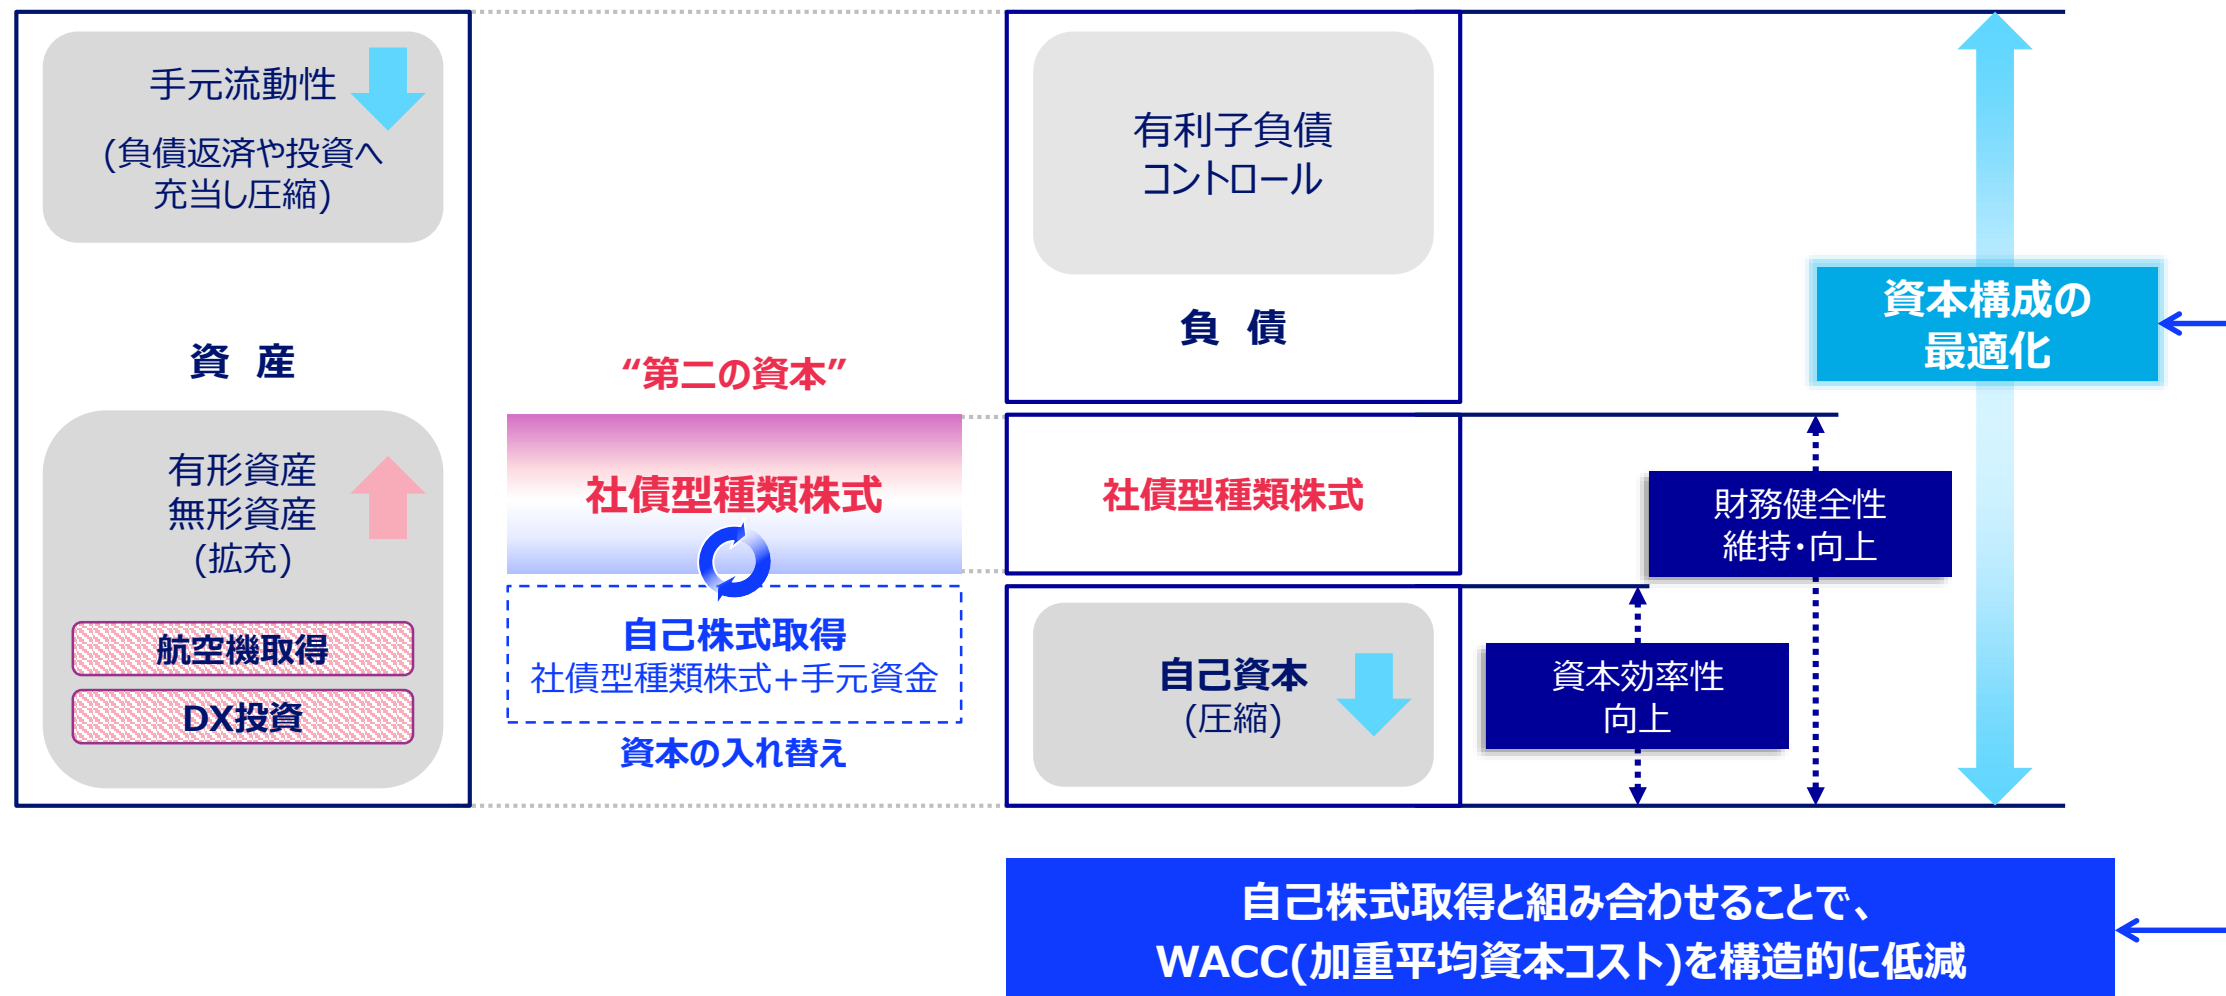 手元流動性
(負債返済や投資へ
充当し圧縮)
資 産
有形資産
無形資産
(拡充)
航空機取得
DX投資
“第二の資本”
社債型種類株式
自己株式取得
社債型種類株式+手元資金
資本の入れ替え
有利子負債
コントロール
負 債
社債型種類株式
自己資本
(圧縮)
資本構成の
最適化
財務健全性
維持・向上
資本効率性
向上
自己株式取得と組み合わせることで、
WACC(加重平均資本コスト)を構造的に低減